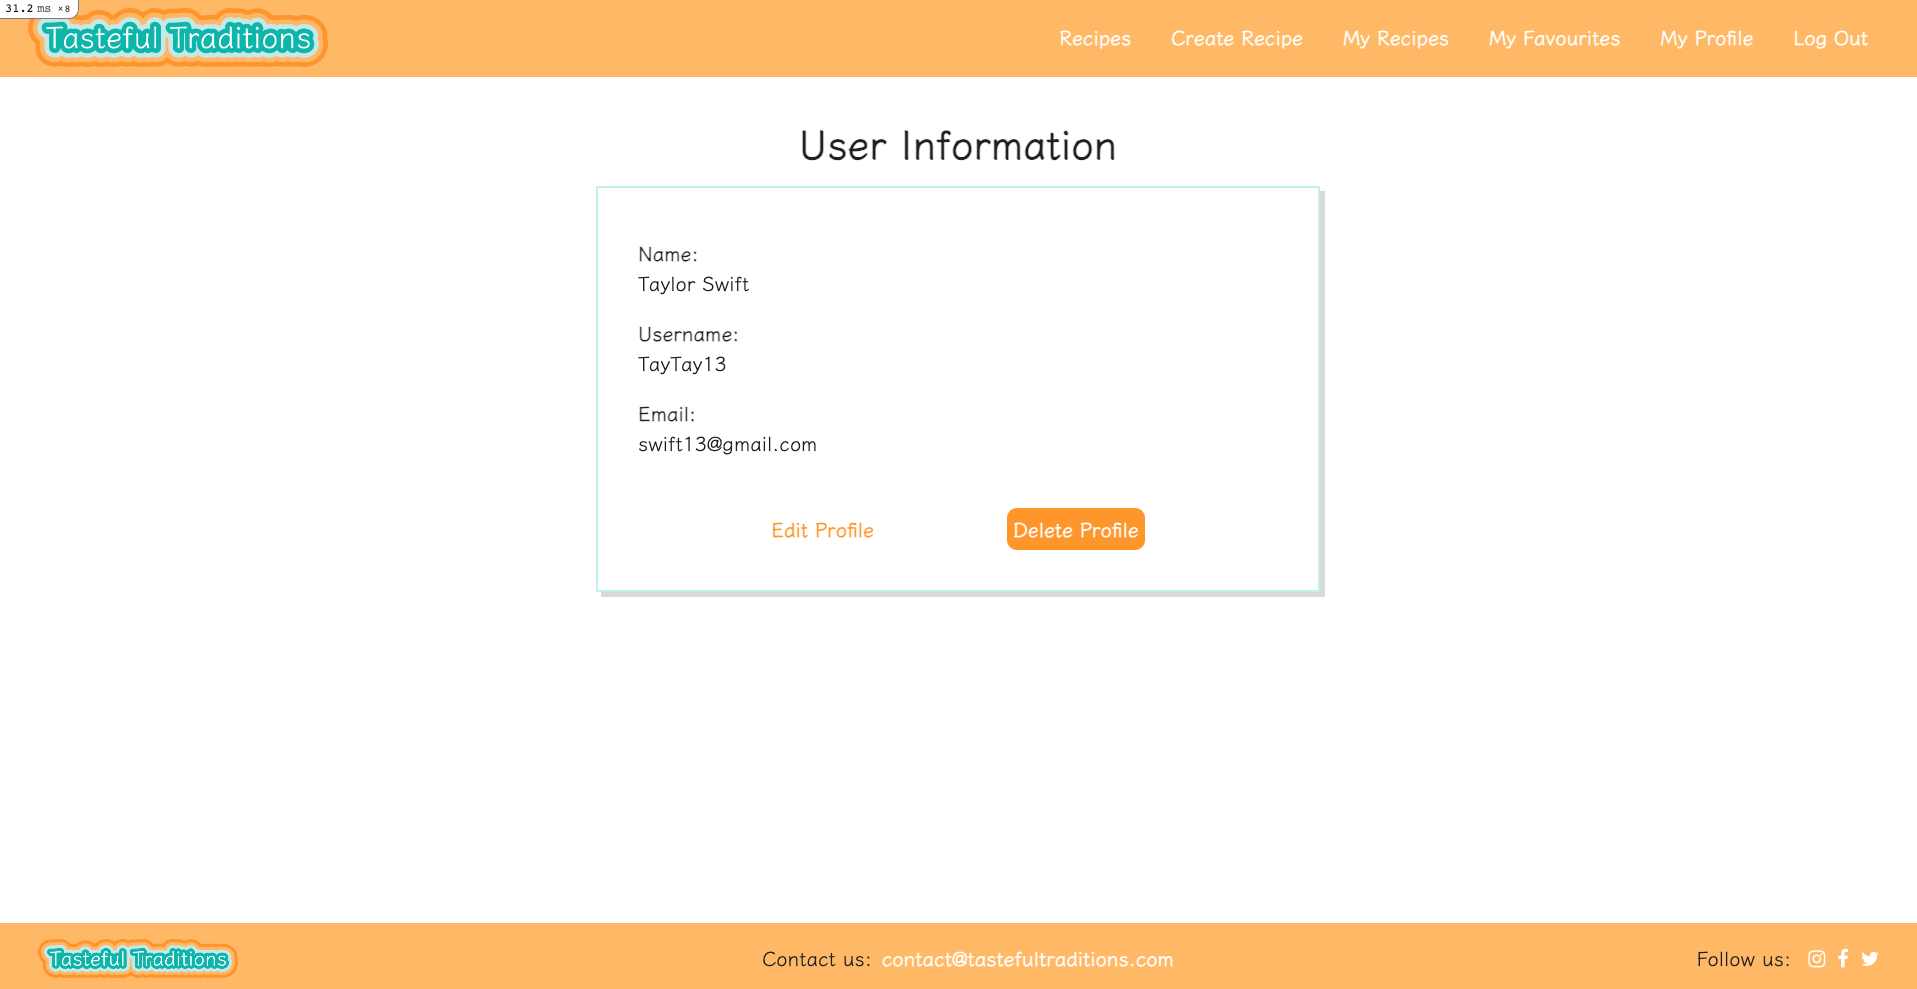 31.2 ms ×8
Tasteful Traditions
Recipes Create Recipe My Recipes My Favourites My Profile Log Out
User Information
Name:
Taylor Swift
Username:
TayTay13
Email:
swift13@gmail.com
Edit Profile Delete Profile
Tasteful Traditions
Contact us: contact@tastefultraditions.com
Follow us: